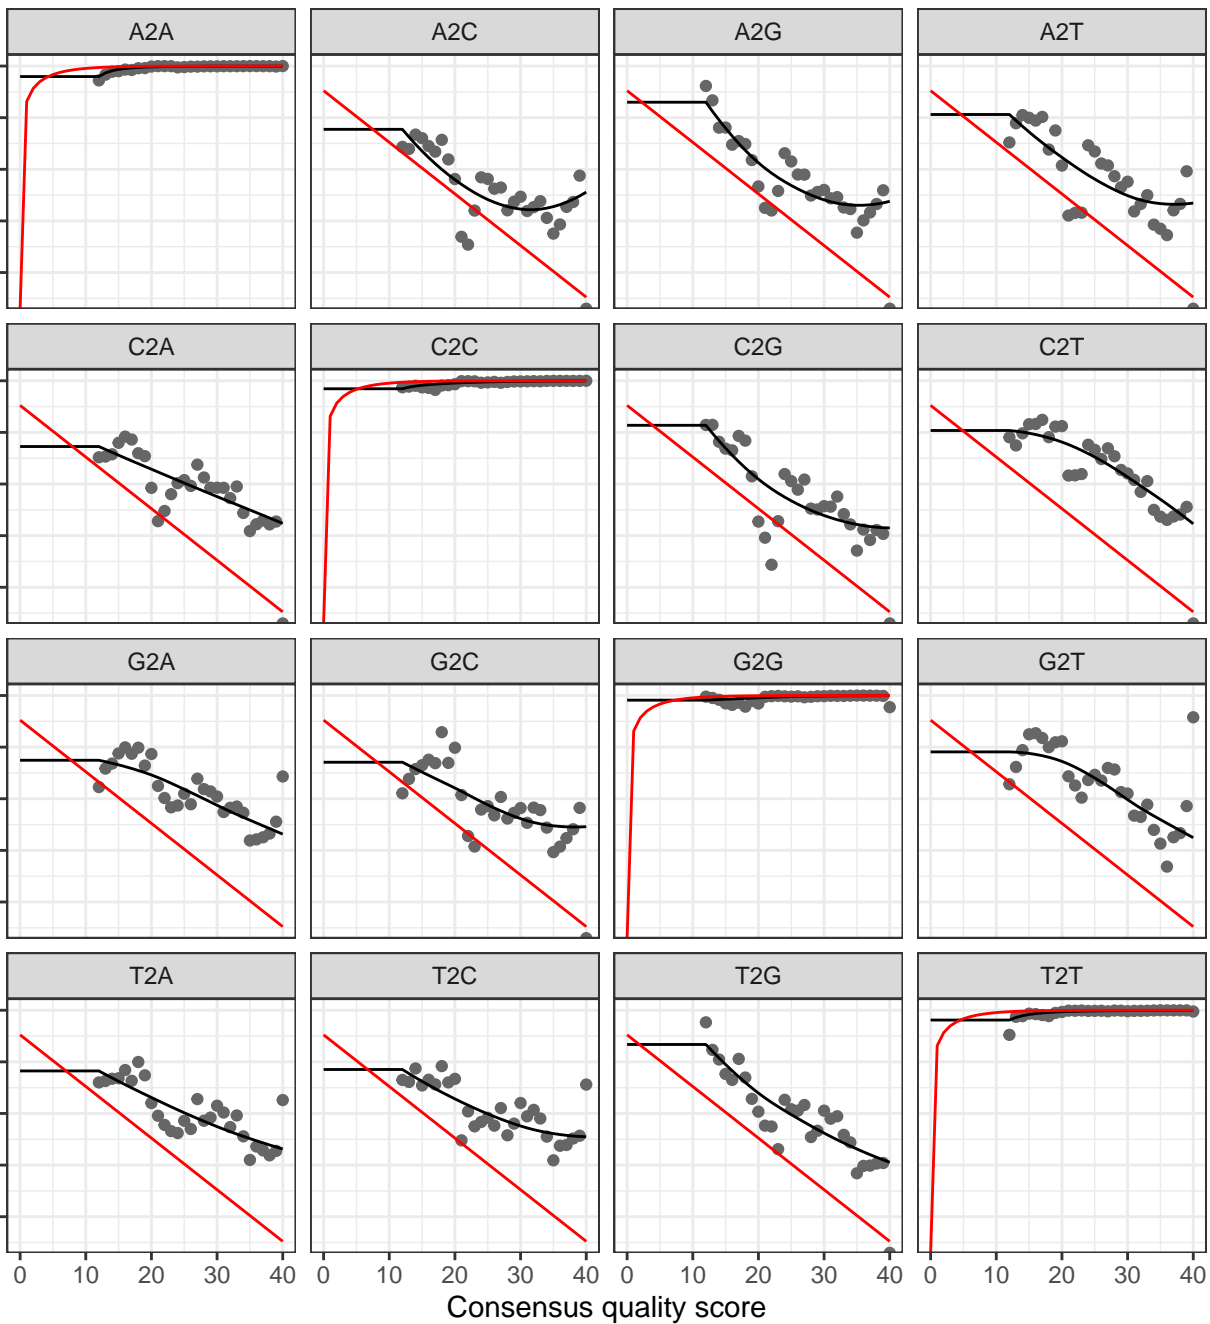 A2A A2C A2G A2T
C2A C2C C2G C2T
G2A G2C G2G G2T
T2A T2C T2G T2T
0 10 20 30 40 0 10 20 30 40 0 10 20 30 40 0 10 20 30 40
Consensus quality score